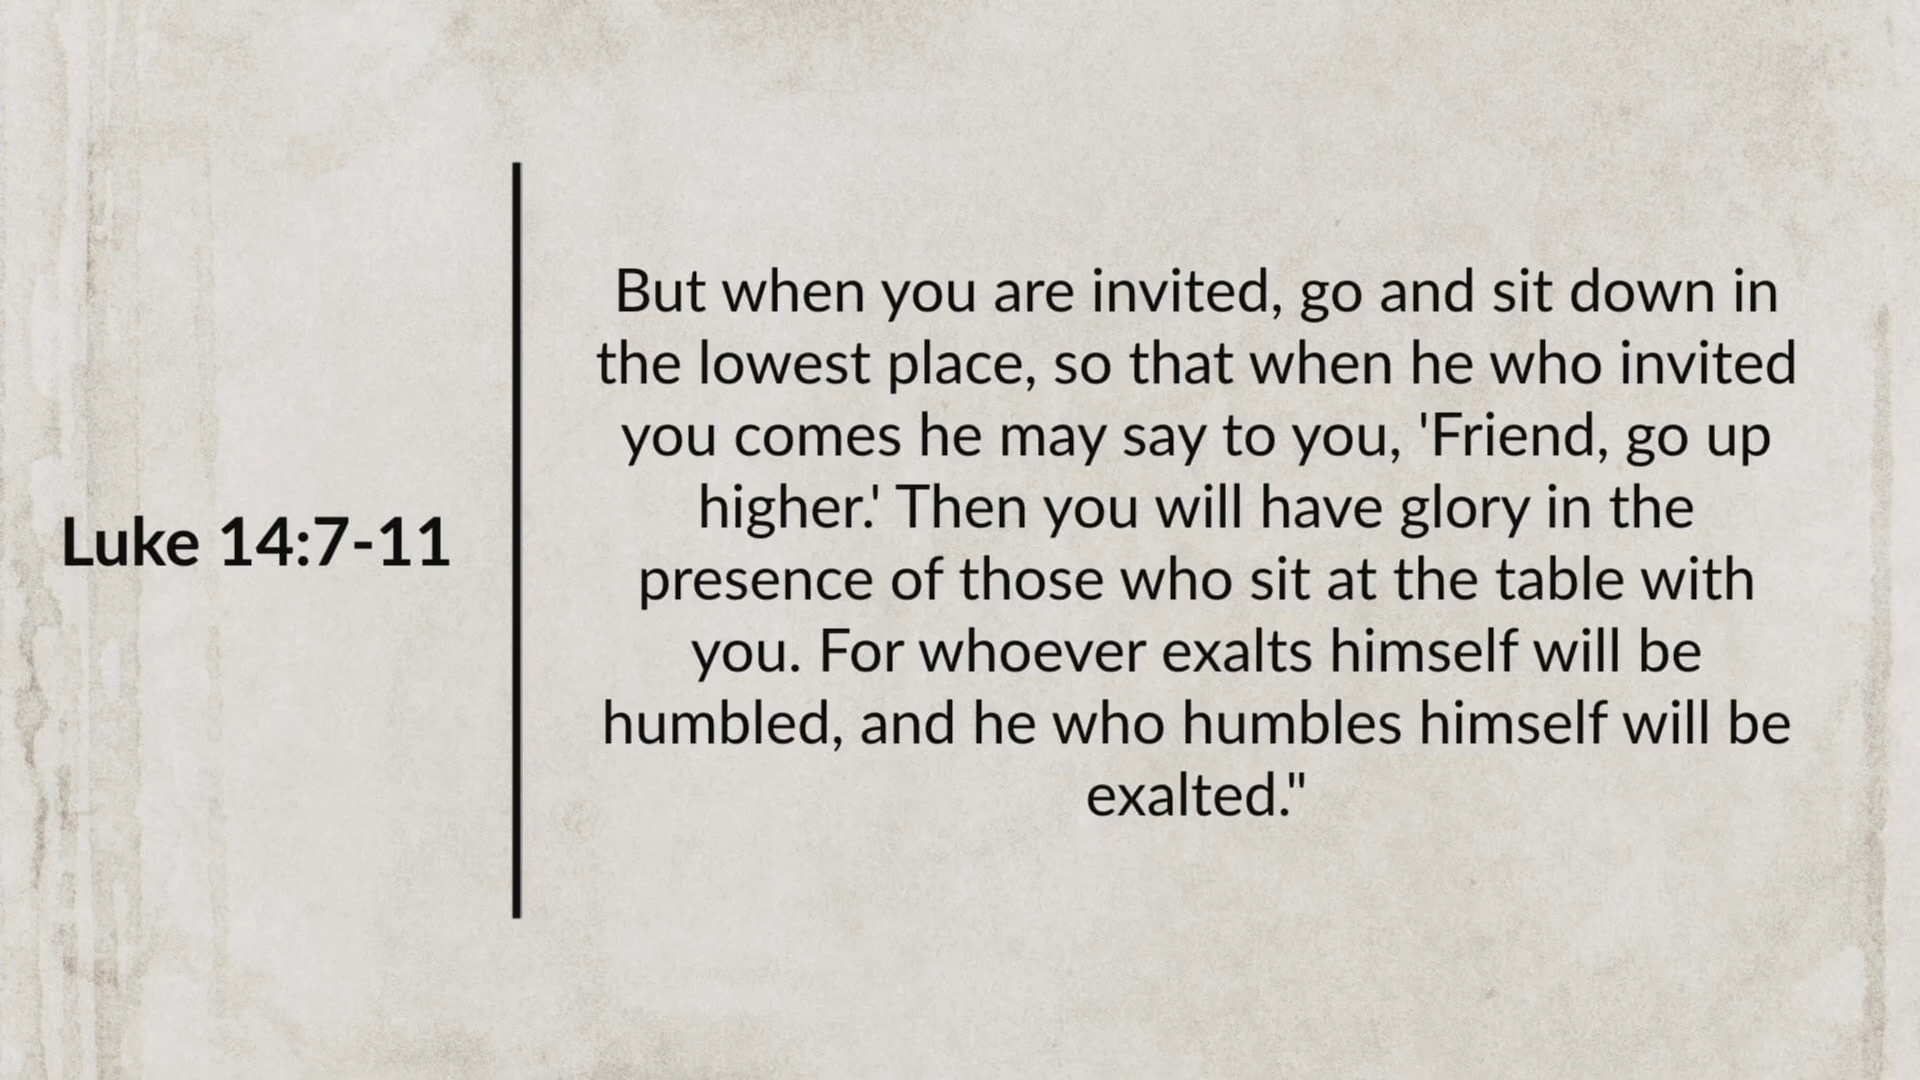 Luke 14:7-11
But when you are invited, go and sit down in
the lowest place, so that when he who invited
you comes he may say to you, 'Friend, go up
higher.' Then you will have glory in the
presence of those who sit at the table with
you. For whoever exalts himself will be
humbled, and he who humbles himself will be
exalted."